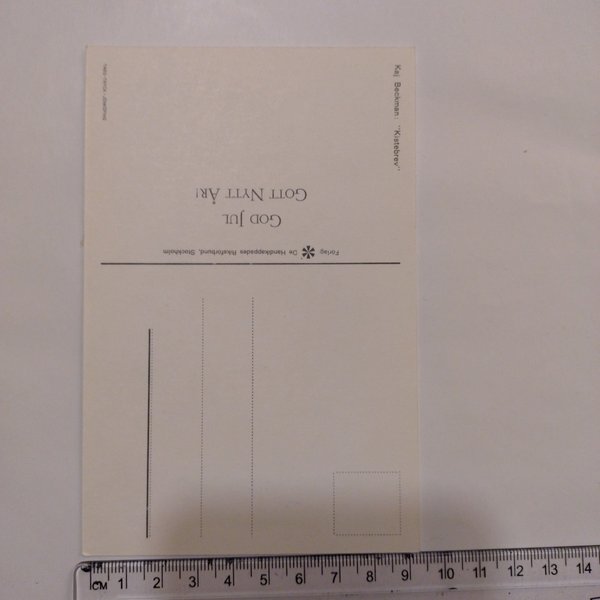 Kaj Beckman: "Kistebrev"
GOD JUL
GOTT NYTT ÅR!
Förlag: De Handikappades Riksförbund, Stockholm
CM 1 2 3 4 5 6 7 8 9 10 11 12 13 14